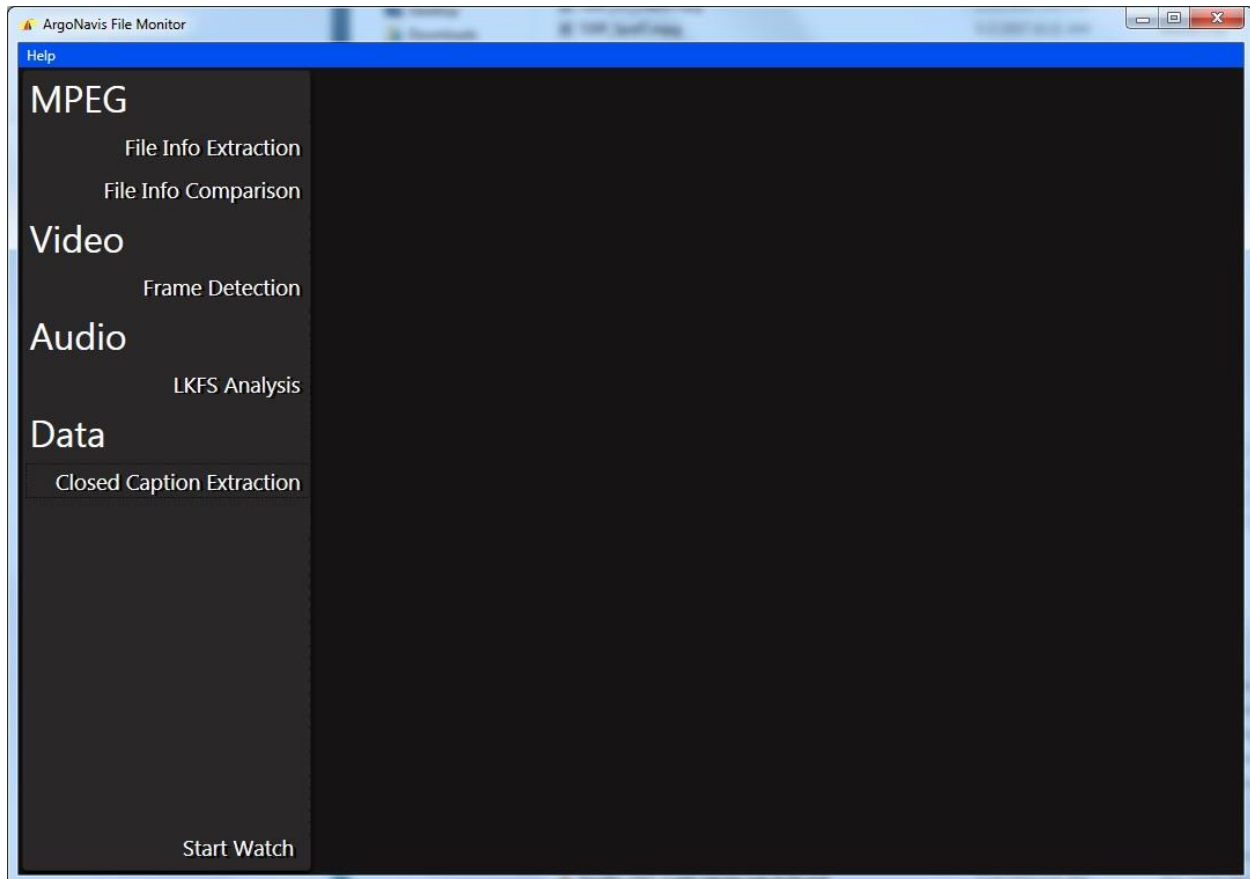 ArgoNavis File Monitor
Help
MPEG
File Info Extraction
File Info Comparison
Video
Frame Detection
Audio
LKFS Analysis
Data
Closed Caption Extraction
Start Watch